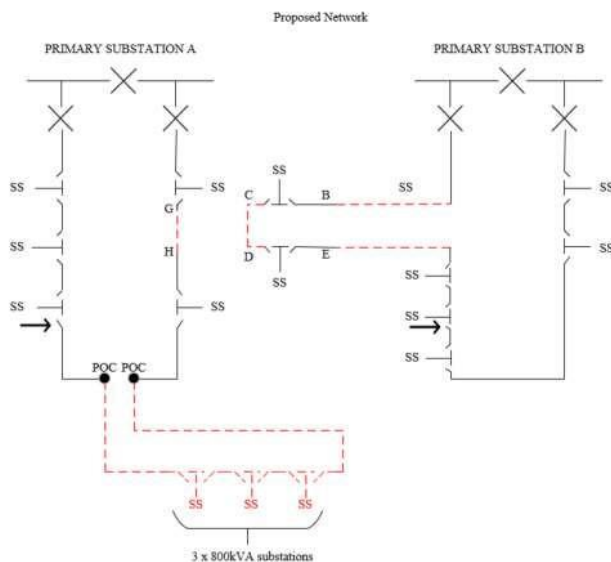 Proposed Network
PRIMARY SUBSTATION A
PRIMARY SUBSTATION B
SS
SS
SS
C
B
SS
SS
G
SS
H
D
E
SS
SS
SS
SS
SS
SS
SS
SS
POC POC
SS SS SS
3 x 800kVA substations